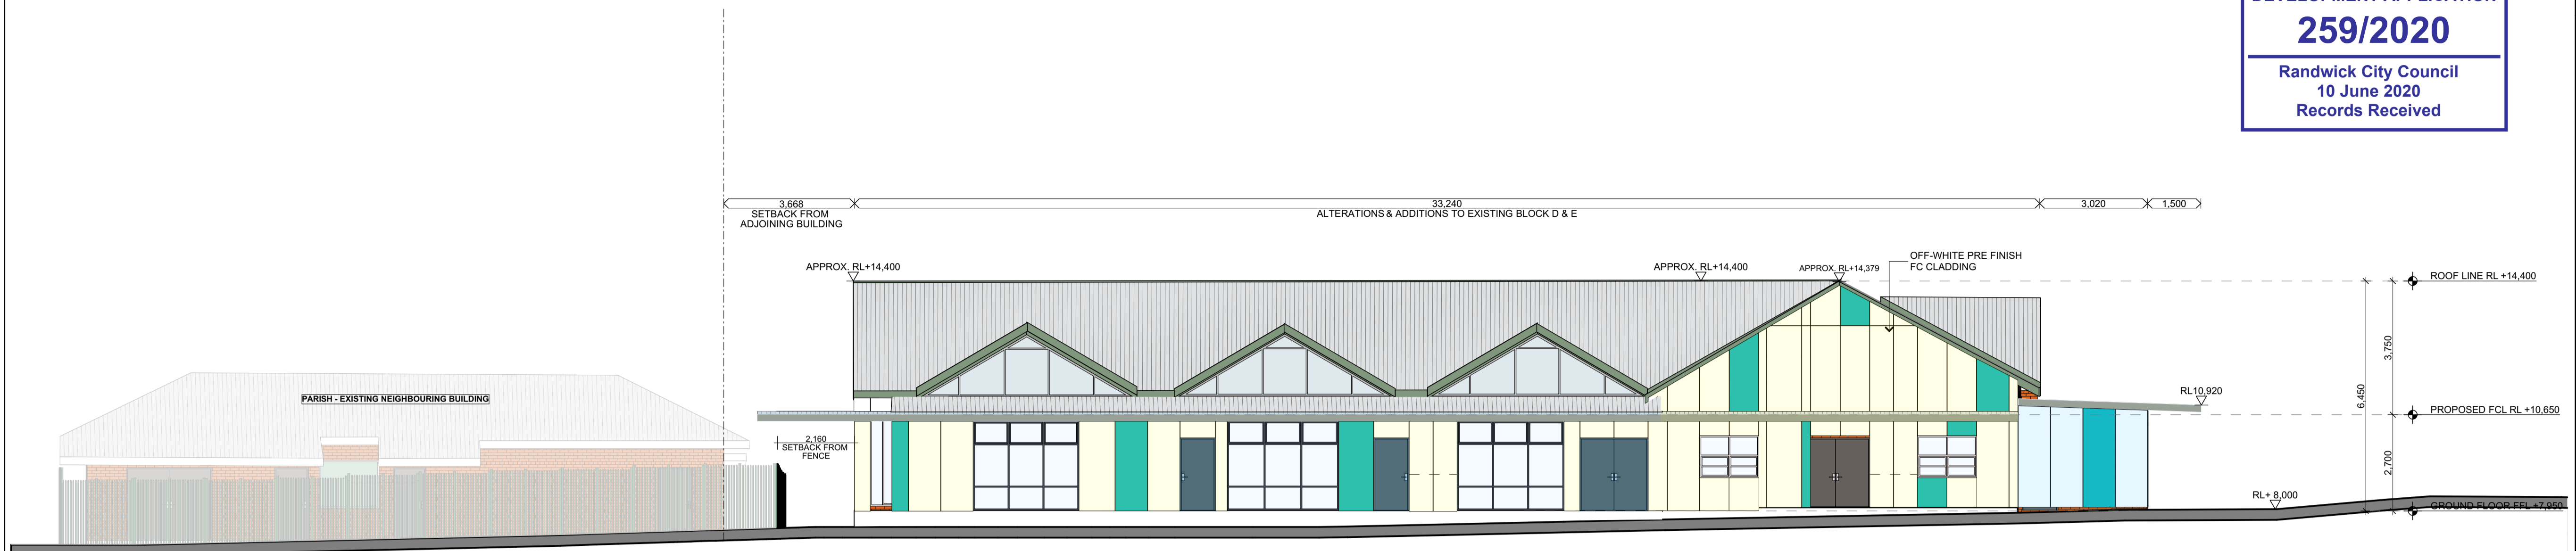 DEVELOPMENT APPLICATION
259/2020
Randwick City Council
10 June 2020
Records Received
3,668
SETBACK FROM
ADJOINING BUILDING
33,240
ALTERATIONS & ADDITIONS TO EXISTING BLOCK D & E
3,020
1,500
APPROX. RL+14,400
APPROX. RL+14,400
APPROX. RL+14,379
OFF-WHITE PRE FINISH
FC CLADDING
ROOF LINE RL +14,400
3,750
6,450
PARISH - EXISTING NEIGHBOURING BUILDING
RL10,920
PROPOSED FCL RL +10,650
2,160
SETBACK FROM
FENCE
2,700
RL+ 8,000
GROUND FLOOR FFL +7,950